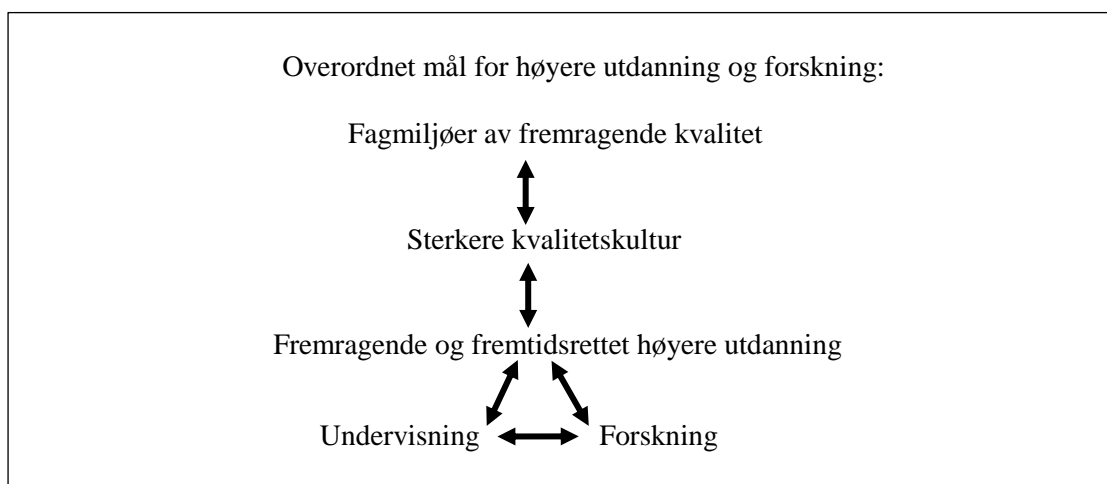 Overordnet mål for høyere utdanning og forskning:
Fagmiljøer av fremragende kvalitet
Sterkere kvalitetskultur
Fremragende og fremtidsrettet høyere utdanning
Undervisning
Forskning